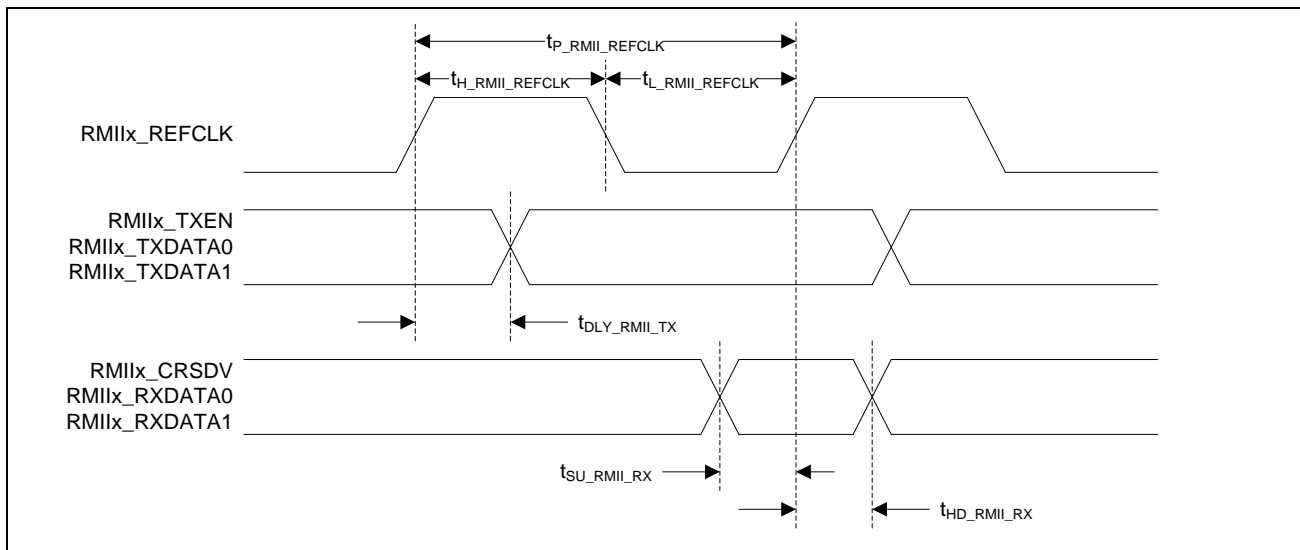 tP_RMII_REFCLK
tH_RMII_REFCLK tL_RMII_REFCLK
RMIIx_REFCLK
RMIIx_TXEN
RMIIx_TXDATA0
RMIIx_TXDATA1
tDLY_RMII_TX
RMIIx_CRSDV
RMIIx_RXDATA0
RMIIx_RXDATA1
tSU_RMII_RX
tHD_RMII_RX